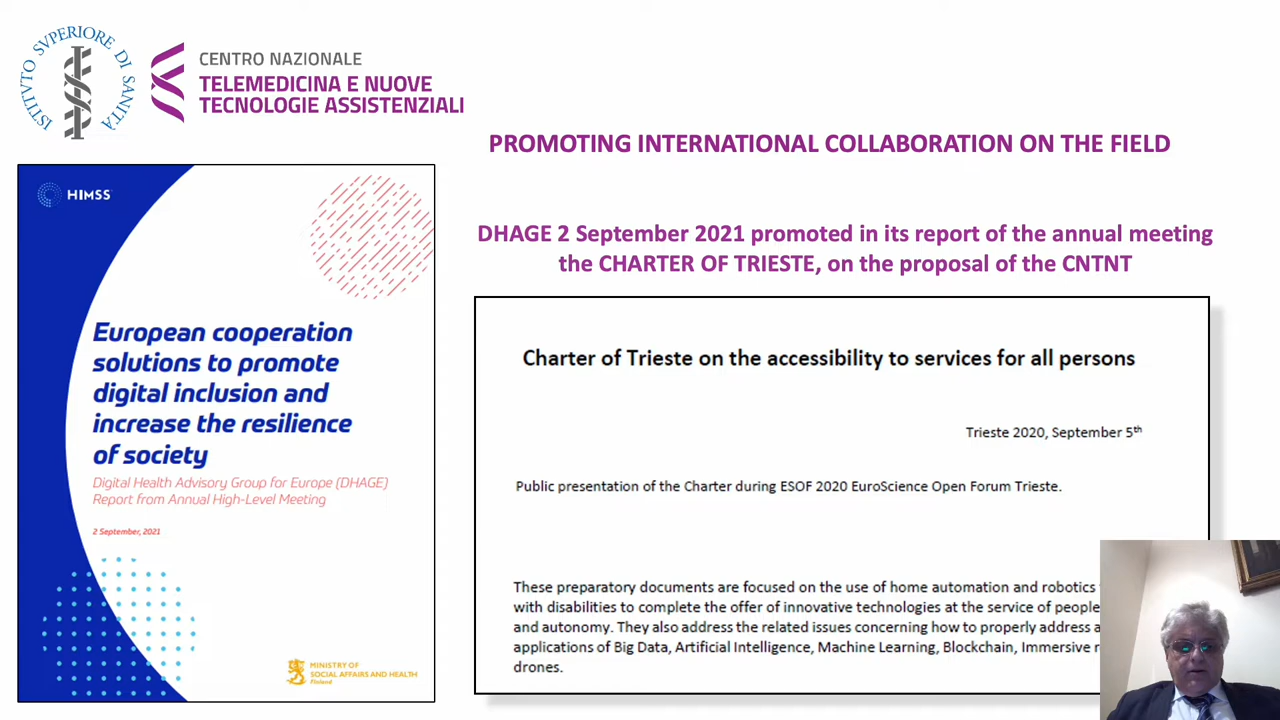 ISTITVTO SVPERIORE DI SANITÀ
CENTRO NAZIONALE
TELEMEDICINA E NUOVE
TECNOLOGIE ASSISTENZIALI
PROMOTING INTERNATIONAL COLLABORATION ON THE FIELD
HIMSS
European cooperation
solutions to promote
digital inclusion and
increase the resilience
of society
Digital Health Advisory Group for Europe (DHAGE)
Report from Annual High-Level Meeting
2 September, 2021
MINISTRY OF
SOCIAL AFFAIRS AND HEALTH
Finland
DHAGE 2 September 2021 promoted in its report of the annual meeting
the CHARTER OF TRIESTE, on the proposal of the CNTNT
Charter of Trieste on the accessibility to services for all persons
Trieste 2020, September 5th
Public presentation of the Charter during ESOF 2020 EuroScience Open Forum Trieste.
These preparatory documents are focused on the use of home automation and robotics
with disabilities to complete the offer of innovative technologies at the service of people
and autonomy. They also address the related issues concerning how to properly address
applications of Big Data, Artificial Intelligence, Machine Learning, Blockchain, Immersive
drones.